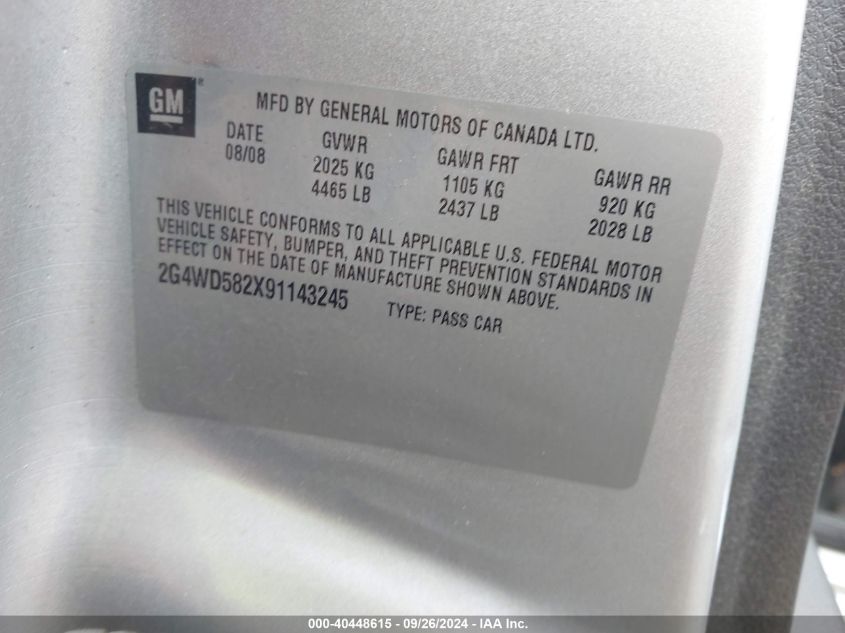 GM®
MFD BY GENERAL MOTORS OF CANADA LTD.
DATE GVWR GAWR FRT GAWR RR
08/08 2025 KG 1105 KG 920 KG
4465 LB 2437 LB 2028 LB
THIS VEHICLE CONFORMS TO ALL APPLICABLE U.S. FEDERAL MOTOR
VEHICLE SAFETY, BUMPER, AND THEFT PREVENTION STANDARDS IN
EFFECT ON THE DATE OF MANUFACTURE SHOWN ABOVE.
2G4WD582X91143245 TYPE: PASS CAR
000-40448615 - 09/26/2024 - IAA Inc.